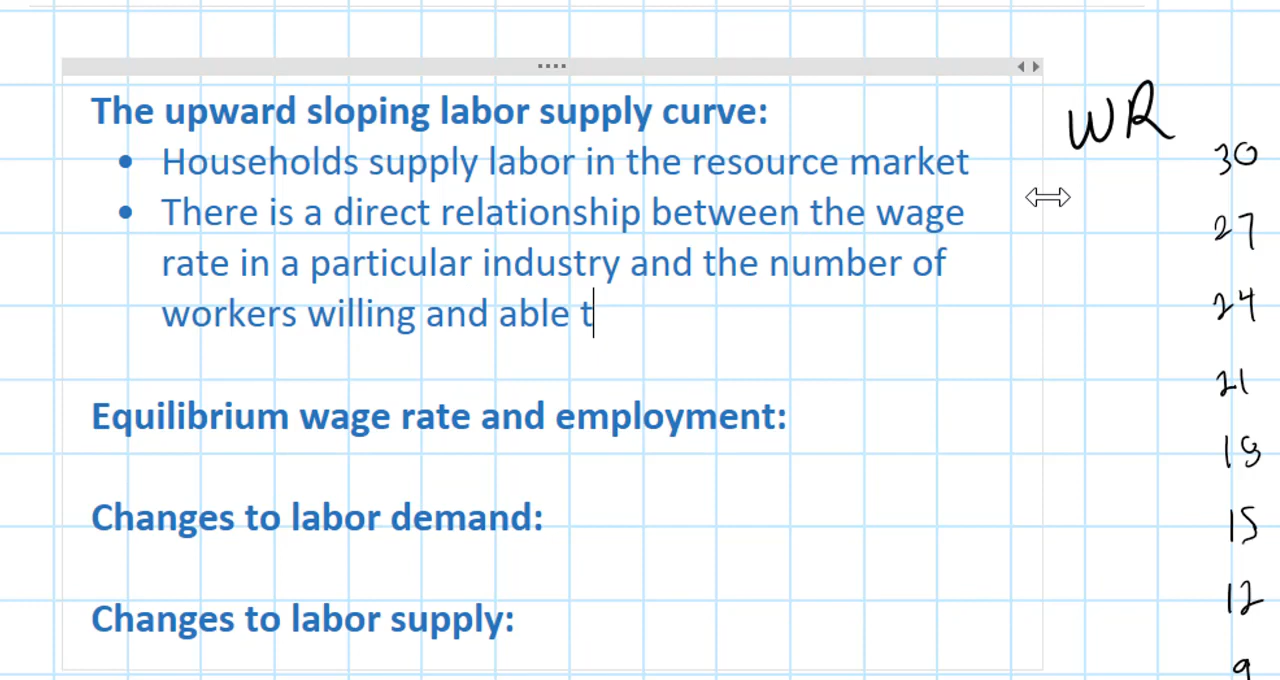 The upward sloping labor supply curve:
• Households supply labor in the resource market
• There is a direct relationship between the wage
rate in a particular industry and the number of
workers willing and able t
Equilibrium wage rate and employment:
Changes to labor demand:
Changes to labor supply:
WR
30
27
24
21
18
15
12
9